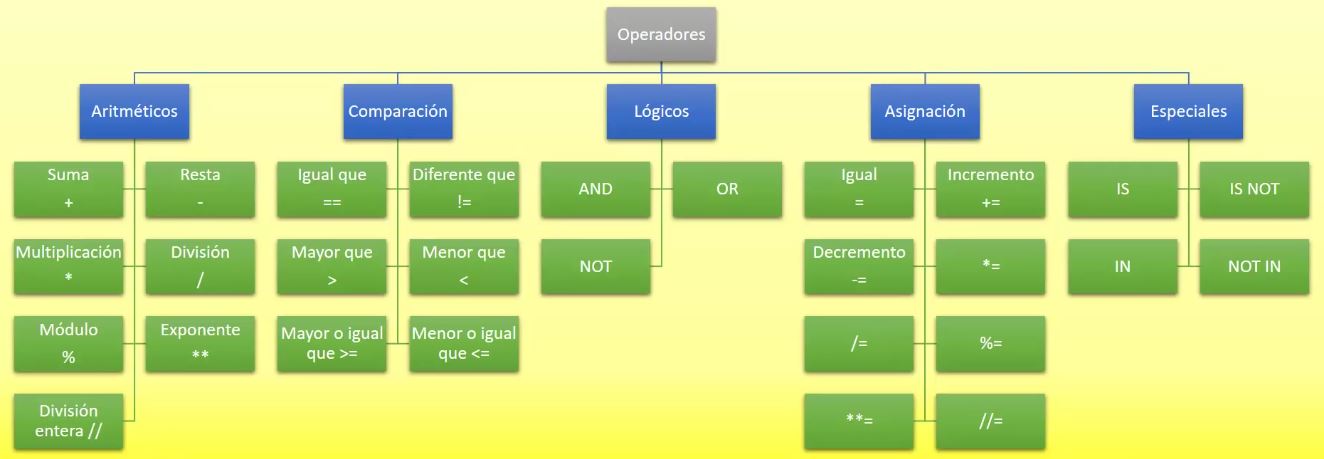 Operadores
Aritméticos
Comparación
Lógicos
Asignación
Especiales
Suma
+
Resta
-
Multiplicación
*
División
/
Módulo
%
Exponente
**
División
entera //
Igual que
==
Diferente que
!=
Mayor que
>
Menor que
<
Mayor o igual
que >=
Menor o igual
que <=
AND
OR
NOT
Igual
=
Incremento
+=
Decremento
-=
*=
/=
%=
**=
//=
IS
IS NOT
IN
NOT IN